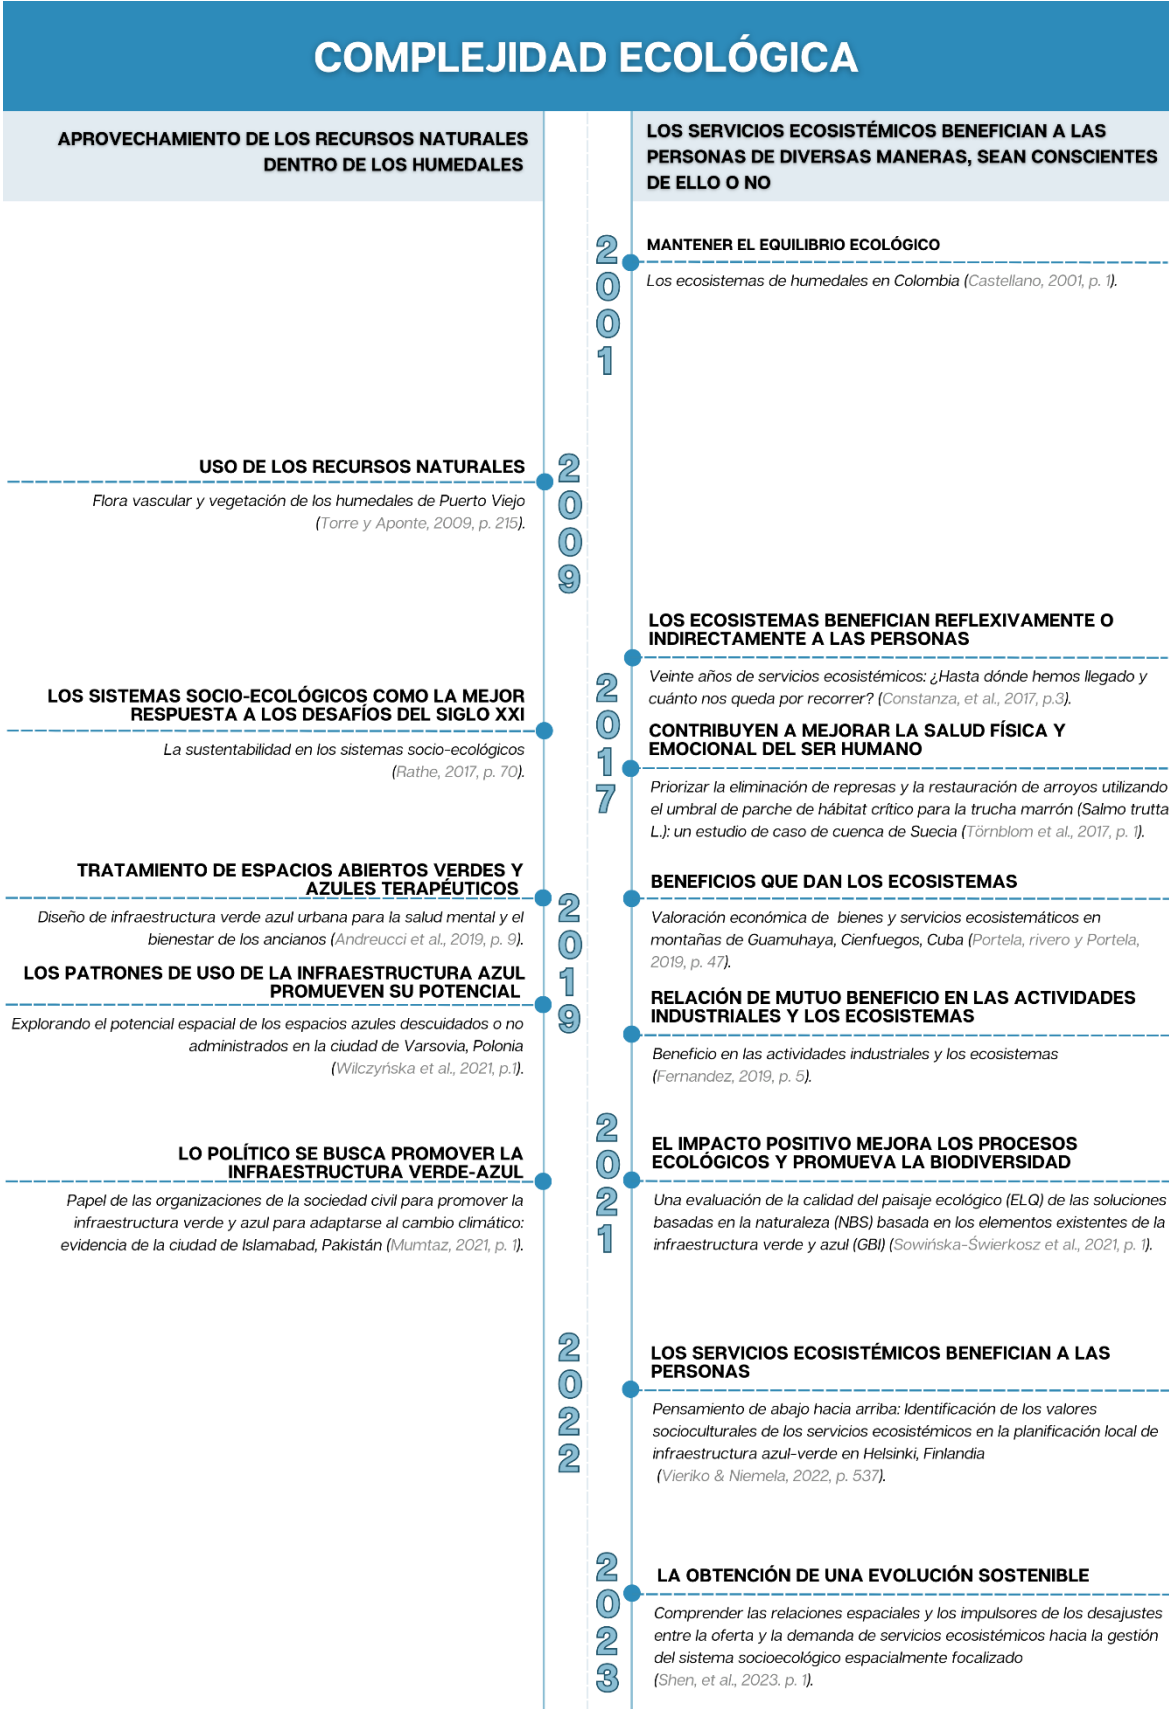 COMPLEJIDAD ECOLÓGICA
APROVECHAMIENTO DE LOS RECURSOS NATURALES
DENTRO DE LOS HUMEDALES
LOS SERVICIOS ECOSISTÉMICOS BENEFICIAN A LAS
PERSONAS DE DIVERSAS MANERAS, SEAN CONSCIENTES
DE ELLO O NO
2001
MANTENER EL EQUILIBRIO ECOLÓGICO
Los ecosistemas de humedales en Colombia (Castellano, 2001, p. 1).
2009
USO DE LOS RECURSOS NATURALES
Flora vascular y vegetación de los humedales de Puerto Viejo
(Torre y Aponte, 2009, p. 215).
2017
LOS SISTEMAS SOCIO-ECOLÓGICOS COMO LA MEJOR
RESPUESTA A LOS DESAFÍOS DEL SIGLO XXI
La sustentabilidad en los sistemas socio-ecológicos
(Rathe, 2017, p. 70).
LOS ECOSISTEMAS BENEFICIAN REFLEXIVAMENTE O
INDIRECTAMENTE A LAS PERSONAS
Veinte años de servicios ecosistémicos: ¿Hasta dónde hemos llegado y
cuánto nos queda por recorrer? (Constanza, et al., 2017, p.3).
CONTRIBUYEN A MEJORAR LA SALUD FÍSICA Y
EMOCIONAL DEL SER HUMANO
Priorizar la eliminación de represas y la restauración de arroyos utilizando
el umbral de parche de hábitat crítico para la trucha marrón (Salmo trutta
L.): un estudio de caso de cuenca de Suecia (Törnblom et al., 2017, p. 1).
2019
TRATAMIENTO DE ESPACIOS ABIERTOS VERDES Y
AZULES TERAPÉUTICOS
Diseño de infraestructura verde azul urbana para la salud mental y el
bienestar de los ancianos (Andreucci et al., 2019, p. 9).
LOS PATRONES DE USO DE LA INFRAESTRUCTURA AZUL
PROMUEVEN SU POTENCIAL
Explorando el potencial espacial de los espacios azules descuidados o no
administrados en la ciudad de Varsovia, Polonia
(Wilczyńska et al., 2021, p.1).
BENEFICIOS QUE DAN LOS ECOSISTEMAS
Valoración económica de bienes y servicios ecosistemáticos en
montañas de Guamuhaya, Cienfuegos, Cuba (Portela, rivero y Portela,
2019, p. 47).
RELACIÓN DE MUTUO BENEFICIO EN LAS ACTIVIDADES
INDUSTRIALES Y LOS ECOSISTEMAS
Beneficio en las actividades industriales y los ecosistemas
(Fernandez, 2019, p. 5).
2021
LO POLÍTICO SE BUSCA PROMOVER LA
INFRAESTRUCTURA VERDE-AZUL
Papel de las organizaciones de la sociedad civil para promover la
infraestructura verde y azul para adaptarse al cambio climático:
evidencia de la ciudad de Islamabad, Pakistán (Mumtaz, 2021, p. 1).
EL IMPACTO POSITIVO MEJORA LOS PROCESOS
ECOLÓGICOS Y PROMUEVA LA BIODIVERSIDAD
Una evaluación de la calidad del paisaje ecológico (ELQ) de las soluciones
basadas en la naturaleza (NBS) basada en los elementos existentes de la
infraestructura verde y azul (GBI) (Sowińska-Świerkosz et al., 2021, p. 1).
2022
LOS SERVICIOS ECOSISTÉMICOS BENEFICIAN A LAS
PERSONAS
Pensamiento de abajo hacia arriba: Identificación de los valores
socioculturales de los servicios ecosistémicos en la planificación local de
infraestructura azul-verde en Helsinki, Finlandia
(Vieriko & Niemela, 2022, p. 537).
2023
LA OBTENCIÓN DE UNA EVOLUCIÓN SOSTENIBLE
Comprender las relaciones espaciales y los impulsores de los desajustes
entre la oferta y la demanda de servicios ecosistémicos hacia la gestión
del sistema socioecológico espacialmente focalizado
(Shen, et al., 2023. p. 1).